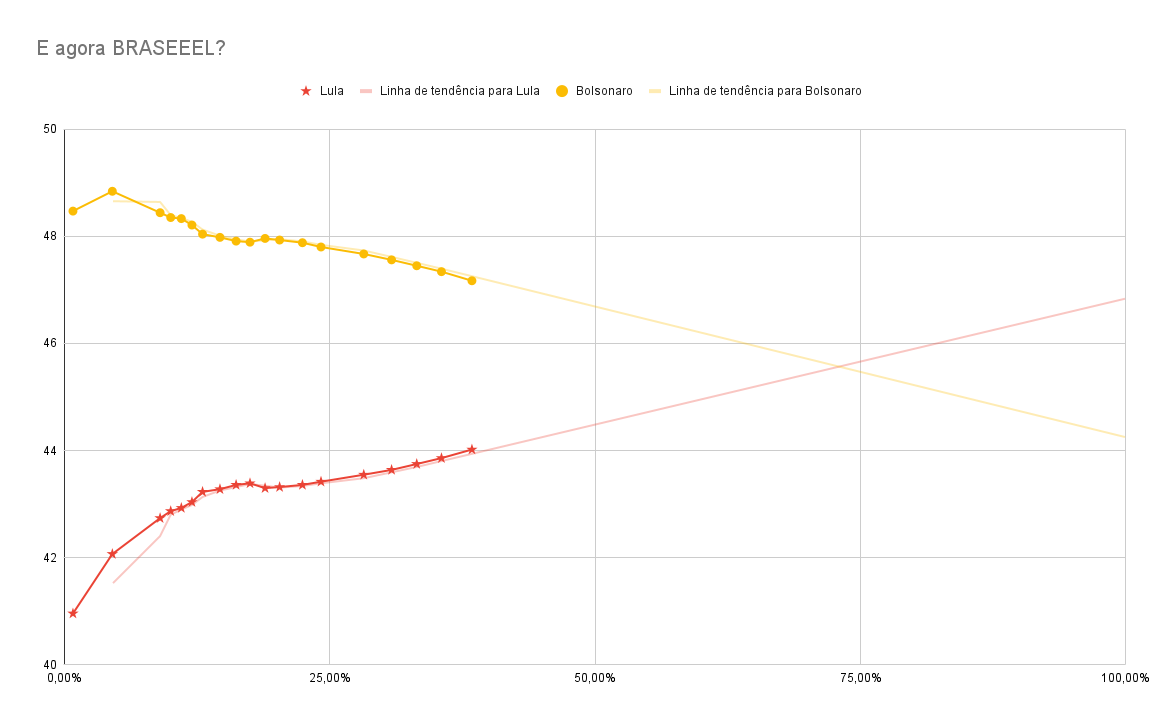 E agora BRASEEEL?
Lula Linha de tendência para Lula Bolsonaro Linha de tendência para Bolsonaro
50
48
46
44
42
40
0,00% 25,00% 50,00% 75,00% 100,00%